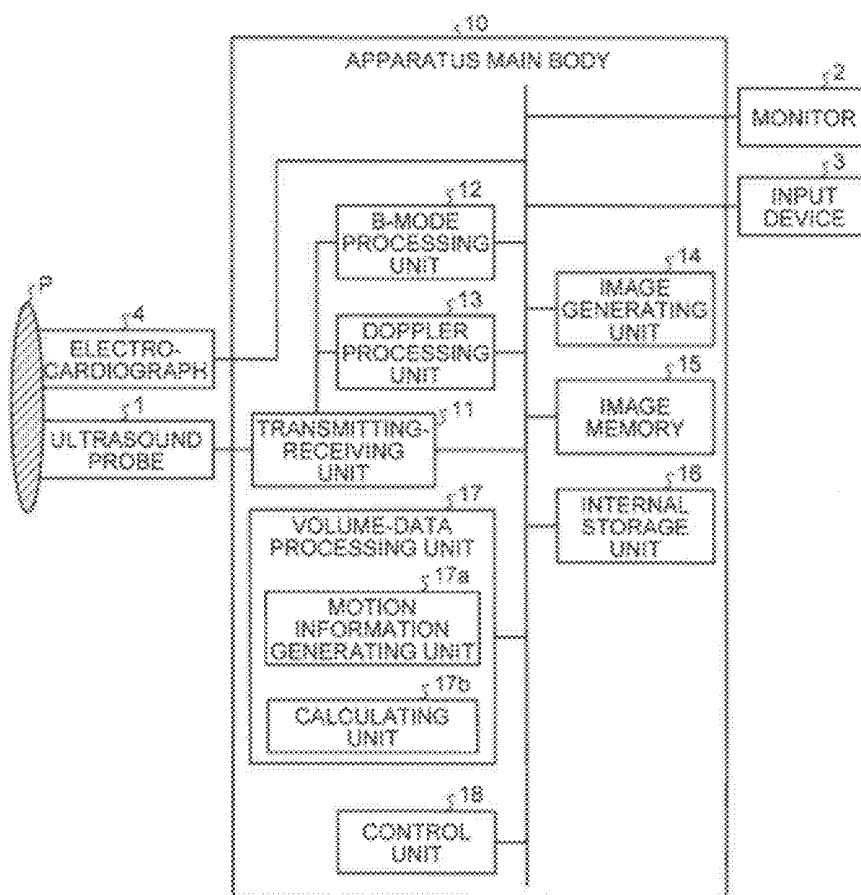 10
APPARATUS MAIN BODY
2
MONITOR
3
INPUT
DEVICE
12
B-MODE
PROCESSING
UNIT
14
IMAGE
GENERATING
UNIT
P
4
ELECTRO-
CARDIOGRAPH
13
DOPPLER
PROCESSING
UNIT
15
IMAGE
MEMORY
1
ULTRASOUND
PROBE
11
TRANSMITTING-
RECEIVING
UNIT
16
INTERNAL
STORAGE
UNIT
17
VOLUME-DATA
PROCESSING UNIT
17a
MOTION
INFORMATION
GENERATING UNIT
17b
CALCULATING
UNIT
18
CONTROL
UNIT